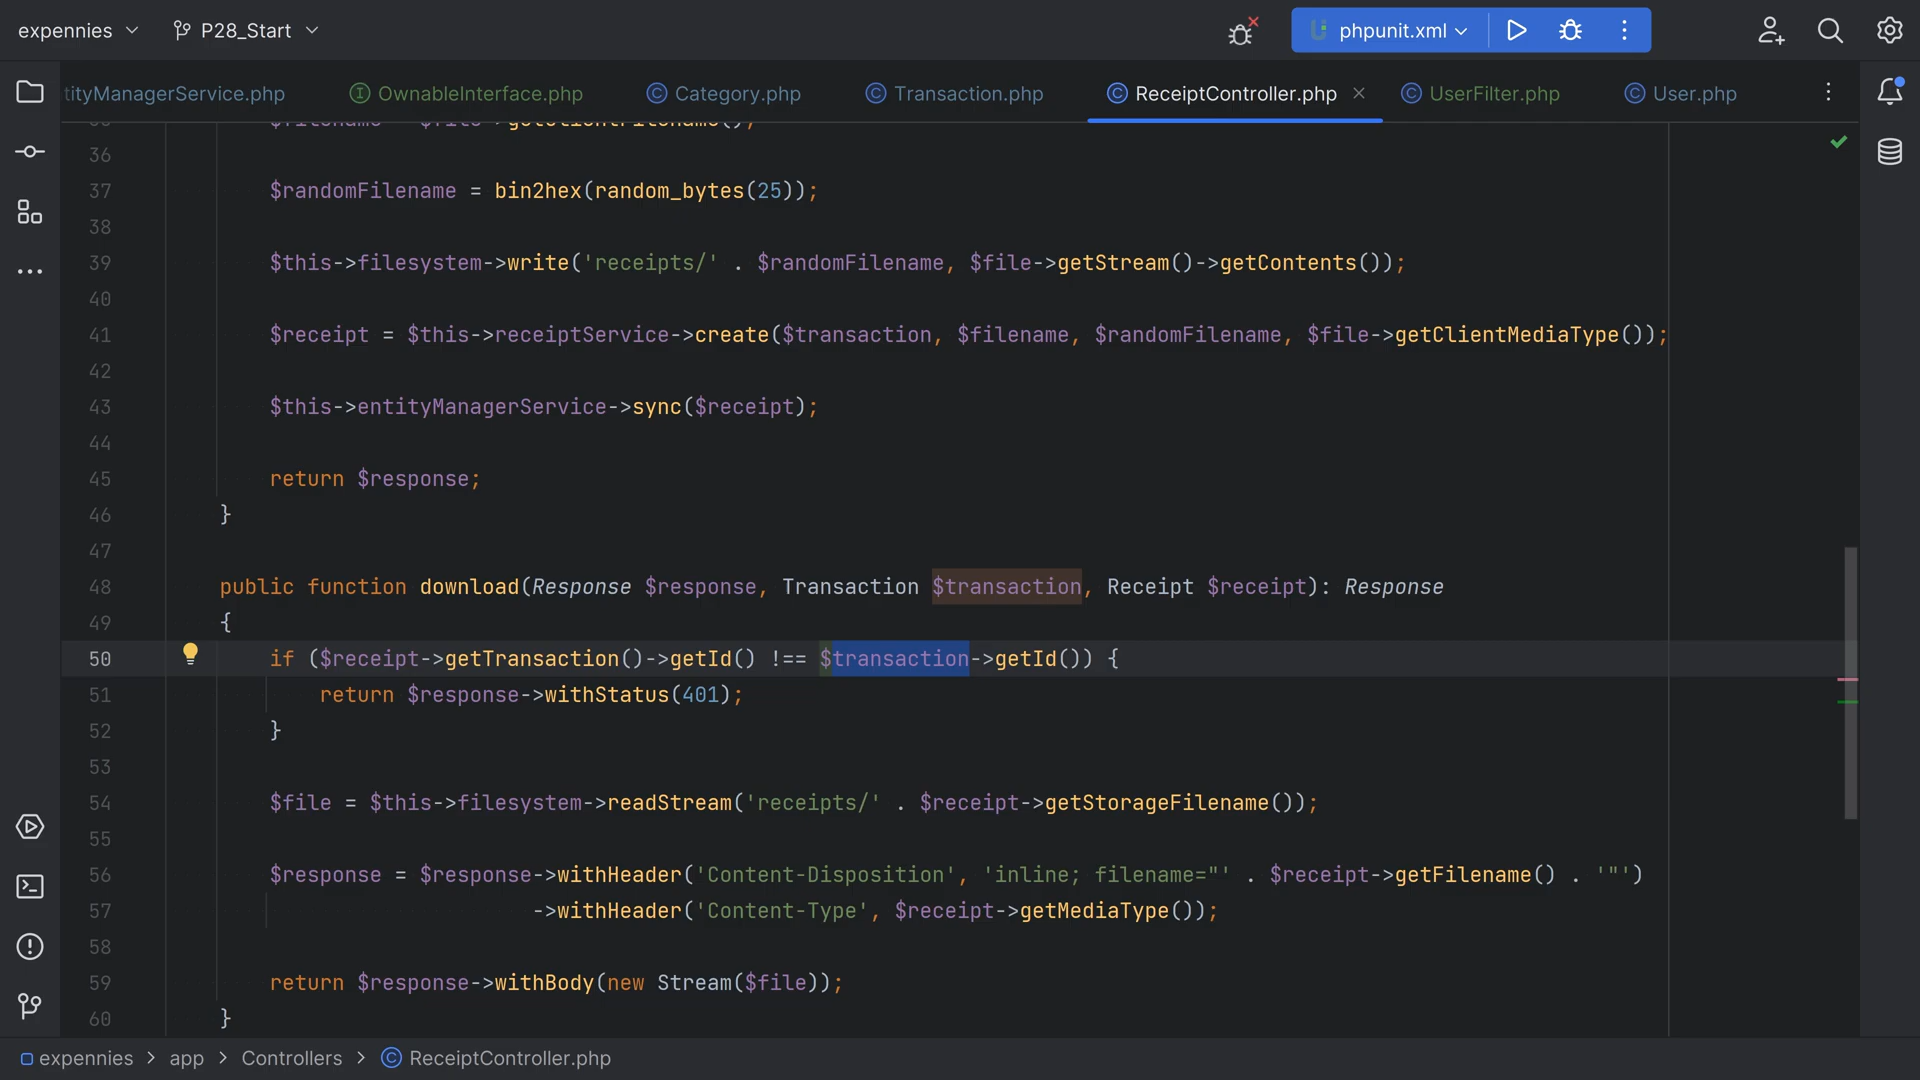 expennies
P28_Start
phpunit.xml
tityManagerService.php
OwnableInterface.php
Category.php
Transaction.php
ReceiptController.php
UserFilter.php
User.php
36
37 $randomFilename = bin2hex(random_bytes(25));
38
39 $this->filesystem->write('receipts/' . $randomFilename, $file->getStream()->getContents());
40
41 $receipt = $this->receiptService->create($transaction, $filename, $randomFilename, $file->getClientMediaType());
42
43 $this->entityManagerService->sync($receipt);
44
45 return $response;
46 }
47
48 public function download(Response $response, Transaction $transaction, Receipt $receipt): Response
49 {
50 if ($receipt->getTransaction()->getId() !== $transaction->getId()) {
51 return $response->withStatus(401);
52 }
53
54 $file = $this->filesystem->readStream('receipts/' . $receipt->getStorageFilename());
55
56 $response = $response->withHeader('Content-Disposition', 'inline; filename="' . $receipt->getFilename() . '"')
57 ->withHeader('Content-Type', $receipt->getMediaType());
58
59 return $response->withBody(new Stream($file));
60 }
expennies > app > Controllers > ReceiptController.php